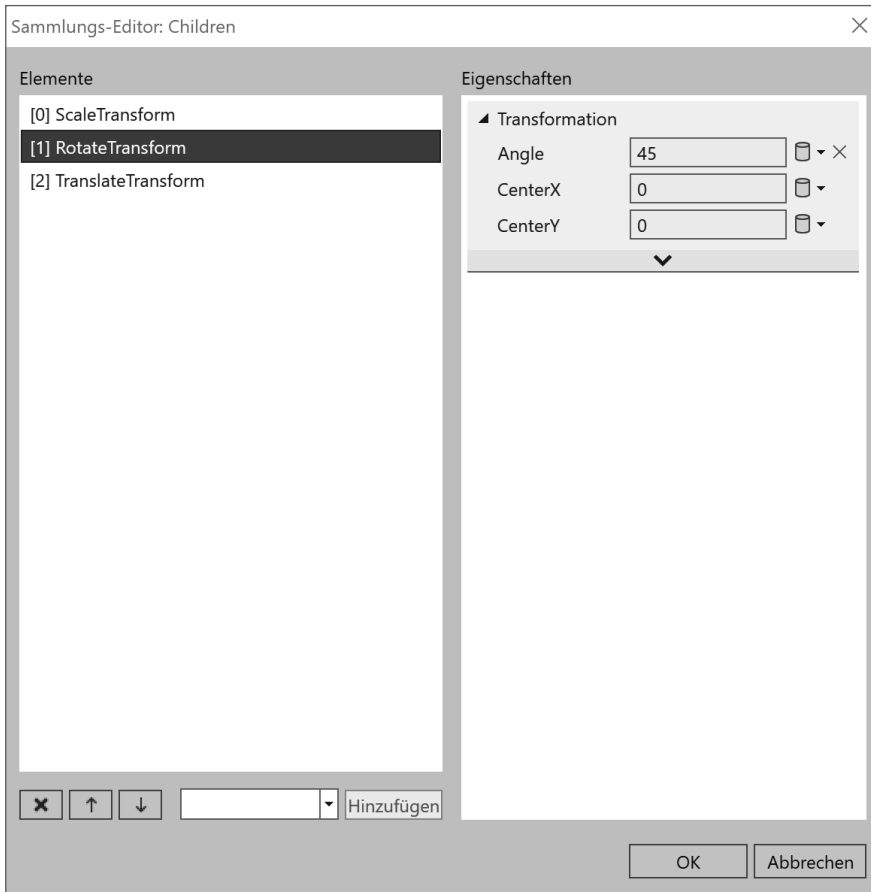 Sammlungs-Editor: Children
Elemente
[0] ScaleTransform
[1] RotateTransform
[2] TranslateTransform
Hinzufügen
Eigenschaften
Transformation
Angle 45
CenterX 0
CenterY 0
OK Abbrechen